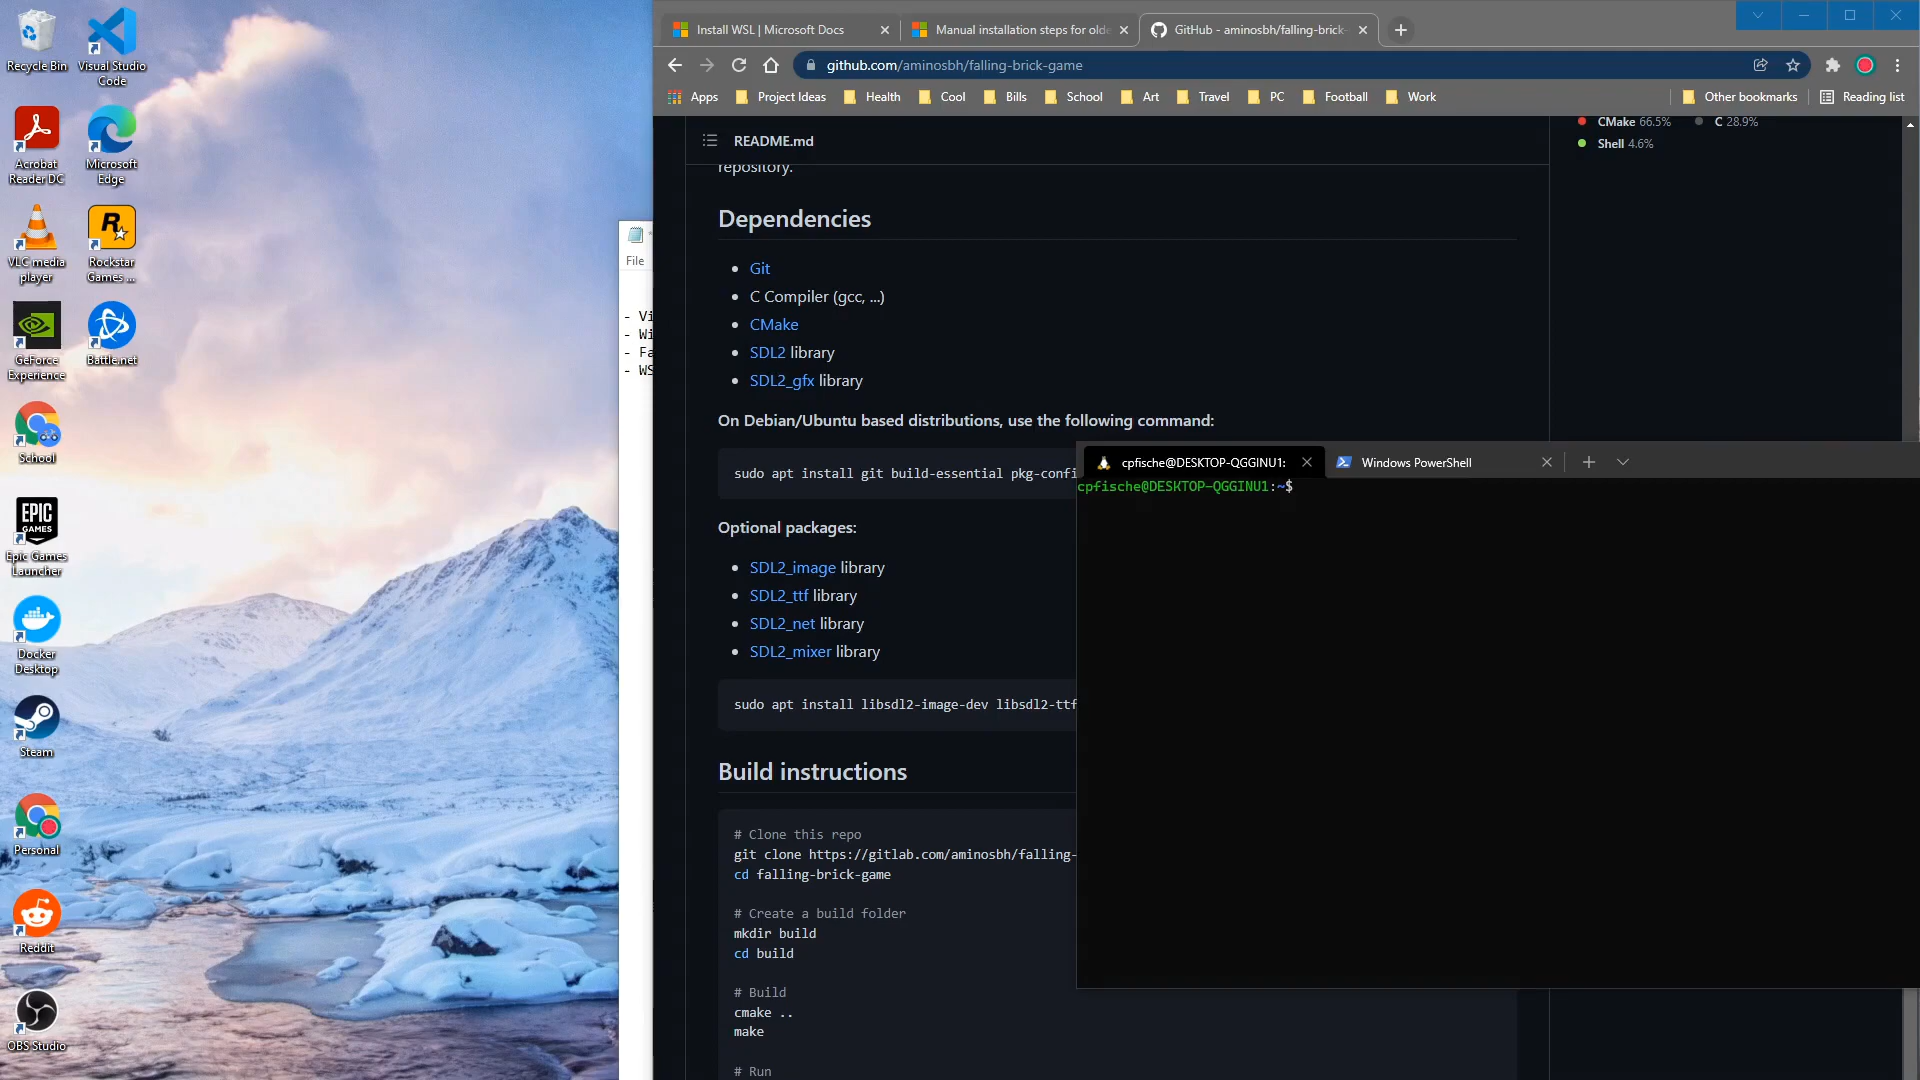 Recycle Bin
Visual Studio
Code
Acrobat
Reader DC
Microsoft
Edge
VLC media
player
Rockstar
Games ...
GeForce
Experience
Battle.net
School
EPIC
GAMES
Epic Games
Launcher
Docker
Desktop
Steam
Personal
Reddit
OBS Studio
File
- Vi
- Wi
- Fa
- WS
Install WSL | Microsoft Docs
Manual installation steps for olde
GitHub - aminosbh/falling-brick-
github.com/aminosbh/falling-brick-game
Apps
Project Ideas
Health
Cool
Bills
School
Art
Travel
PC
Football
Work
Other bookmarks
Reading list
README.md
repository.
CMake 66.5%
C 28.9%
Shell 4.6%
Dependencies
• Git
• C Compiler (gcc, ...)
• CMake
• SDL2 library
• SDL2_gfx library
On Debian/Ubuntu based distributions, use the following command:
sudo apt install git build-essential pkg-confi
Optional packages:
• SDL2_image library
• SDL2_ttf library
• SDL2_net library
• SDL2_mixer library
sudo apt install libsdl2-image-dev libsdl2-ttf
Build instructions
# Clone this repo
git clone https://gitlab.com/aminosbh/falling-
cd falling-brick-game
# Create a build folder
mkdir build
cd build
# Build
cmake ..
make
# Run
cpfische@DESKTOP-QGGINU1:
Windows PowerShell
cpfische@DESKTOP-QGGINU1:~$